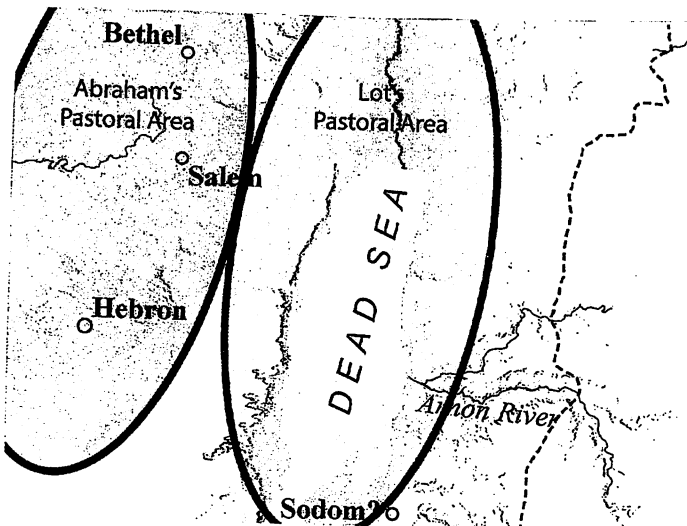 Bethel
Abraham's
Pastoral Area
Lot's
Pastoral Area
Salem
DEAD SEA
Hebron
Arnon River
Sodom?